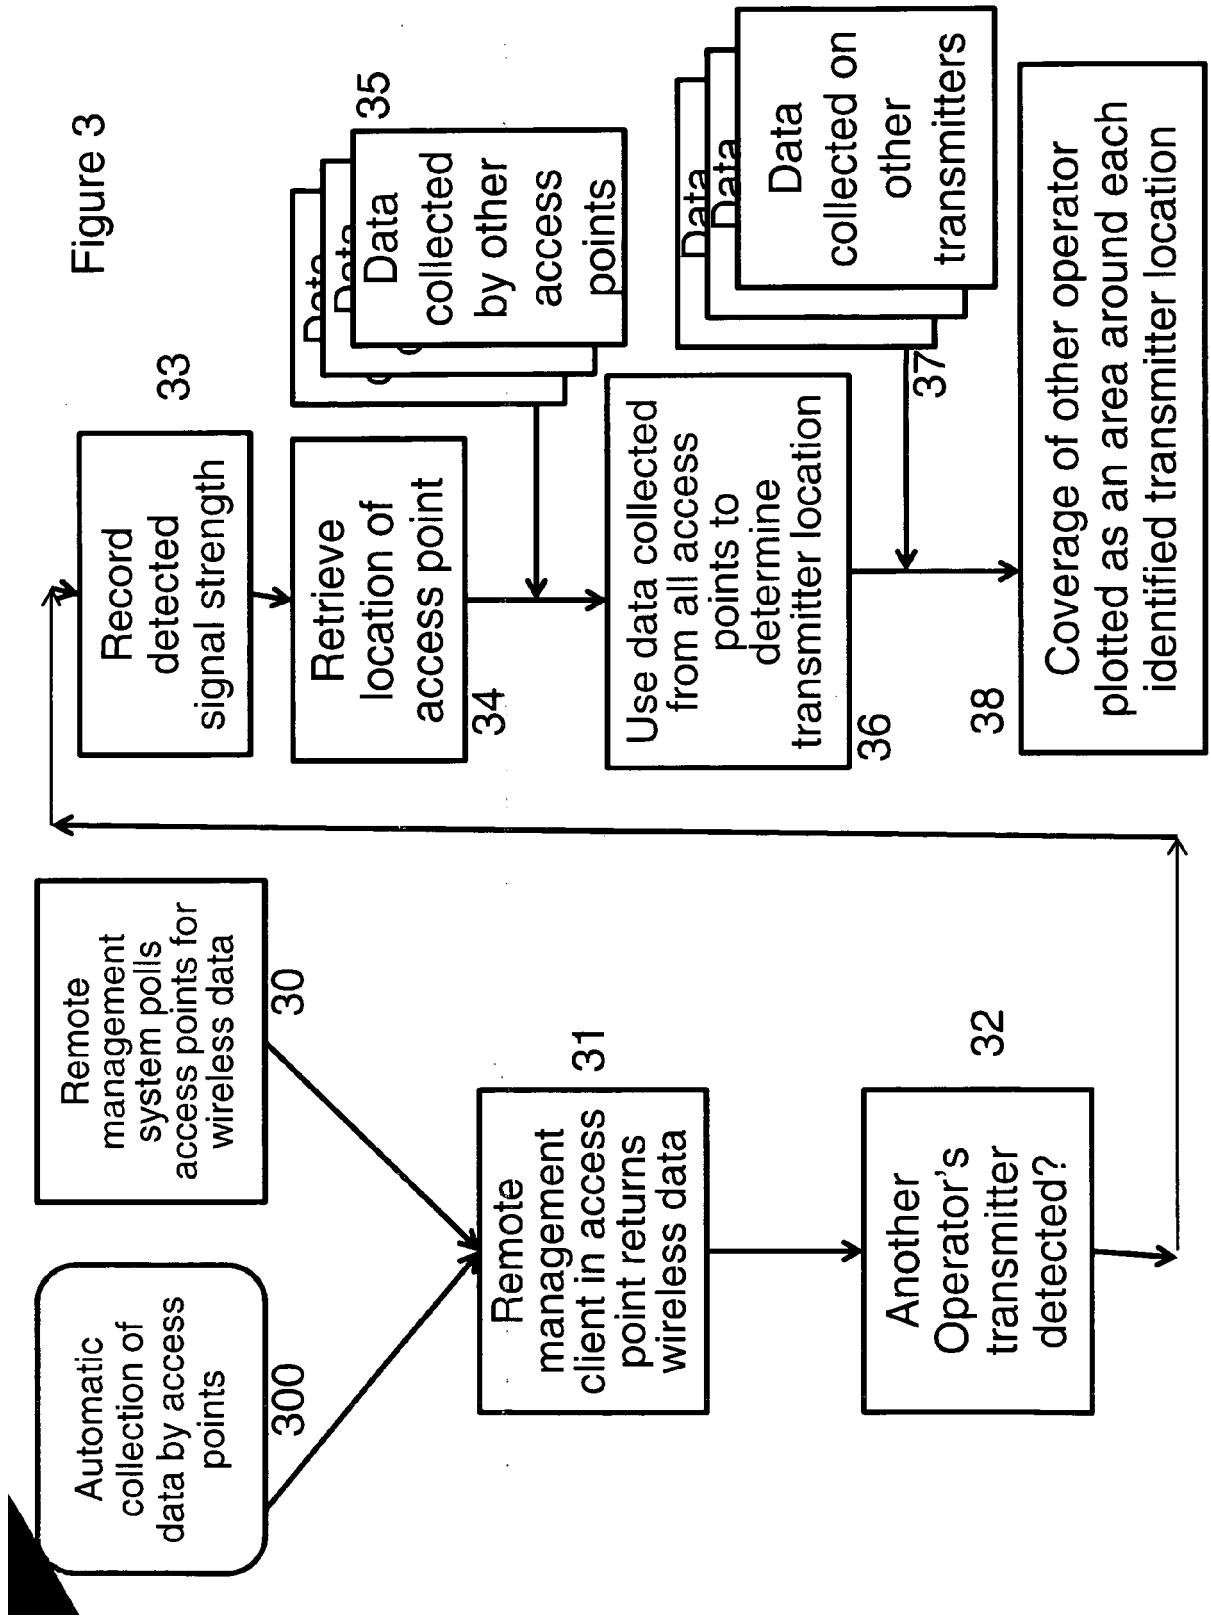 Figure 3
Automatic
collection of
data by access
points
300
Remote
management
system polls
access points for
wireless data
30
Remote
management
client in access
point returns
wireless data
31
Another
Operator's
transmitter
detected?
32
Record
detected
signal strength
33
Retrieve
location of
access point
34
Data
Data
Data
collected
by other
access
points
35
Use data collected
from all access
points to
determine
transmitter location
36
Data
Data
Data
collected on
other
transmitters
37
Coverage of other operator
plotted as an area around each
identified transmitter location
38